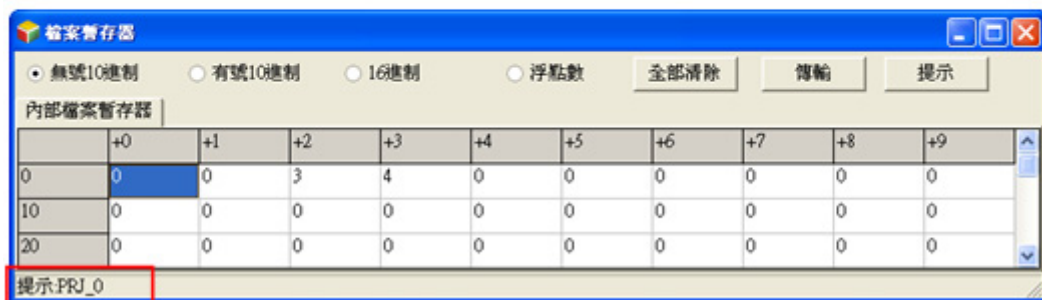 檔案暫存器
無號10進制 有號10進制 16進制 浮點數 全部清除 傳輸 提示
內部檔案暫存器
+0 +1 +2 +3 +4 +5 +6 +7 +8 +9
0 0 0 3 4 0 0 0 0 0 0
10 0 0 0 0 0 0 0 0 0 0
20 0 0 0 0 0 0 0 0 0 0
提示:PRJ_0